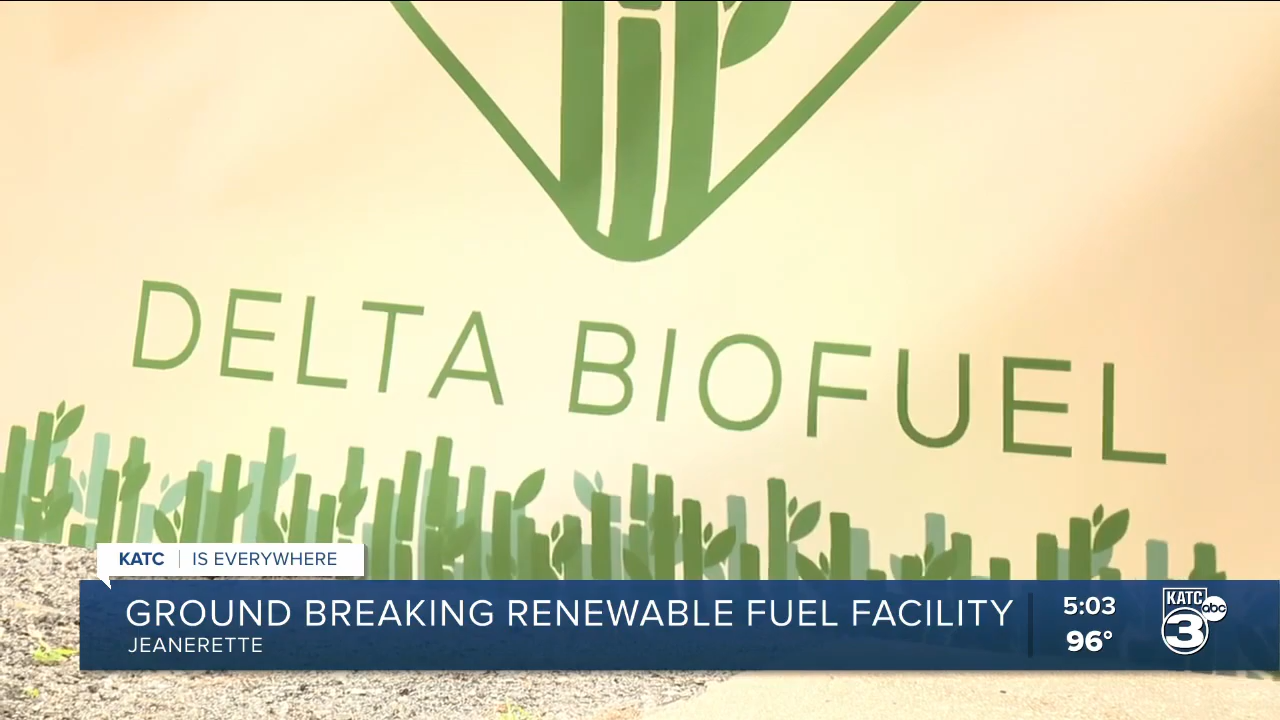 DELTA BIOFUEL
KATC | IS EVERYWHERE
GROUND BREAKING RENEWABLE FUEL FACILITY
JEANERETTE
5:03
96°
KATC
abc
3